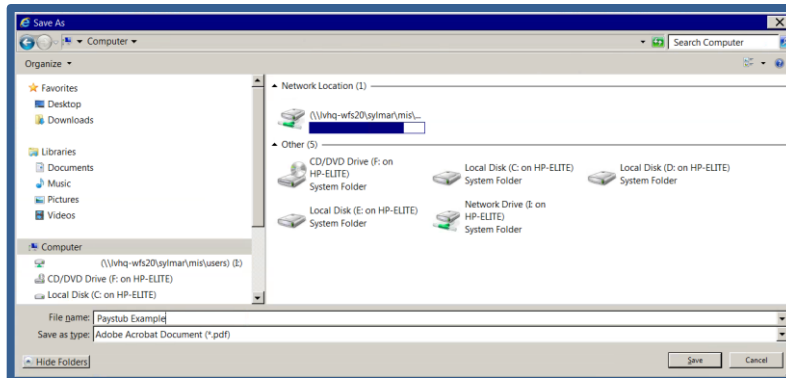 Save As
Computer
Search Computer
Organize
Favorites
Desktop
Downloads
Libraries
Documents
Music
Pictures
Videos
Computer
(\\lvhq-wfs20\sylmar\mis\users) (I:)
CD/DVD Drive (F: on HP-ELITE)
Local Disk (C: on HP-ELITE)
Network Location (1)
(\\lvhq-wfs20\sylmar\mis\...
Other (5)
CD/DVD Drive (F: on
HP-ELITE)
System Folder
Local Disk (C: on HP-ELITE)
System Folder
Local Disk (D: on HP-ELITE)
System Folder
Local Disk (E: on HP-ELITE)
System Folder
Network Drive (I: on
HP-ELITE)
System Folder
File name: Paystub Example
Save as type: Adobe Acrobat Document (*.pdf)
Hide Folders
Save
Cancel